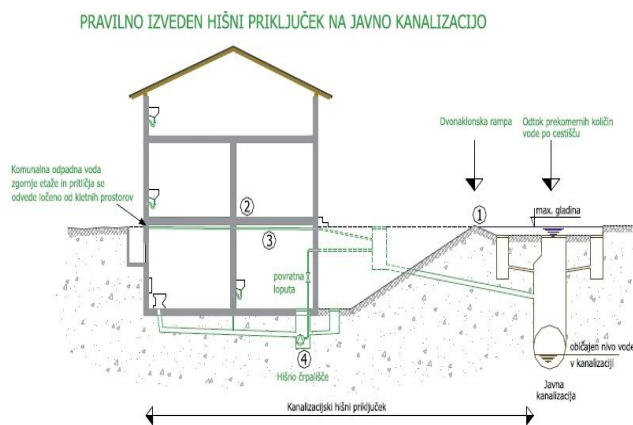 PRAVILNO IZVEDEN HIŠNI PRIKLJUČEK NA JAVNO KANALIZACIJO
Dvonaklonska rampa
Odtok prekomernih količin
vode po cestišču
Komunalna odpadna voda
zgornje etaže in pritličja se
odvede ločeno od kletnih prostorov
2
1
max. gladina
3
povratna
loputa
4
Hišno črpališče
običajen nivo vode
v kanalizaciji
Javna
kanalizacija
Kanalizacijski hišni priključek